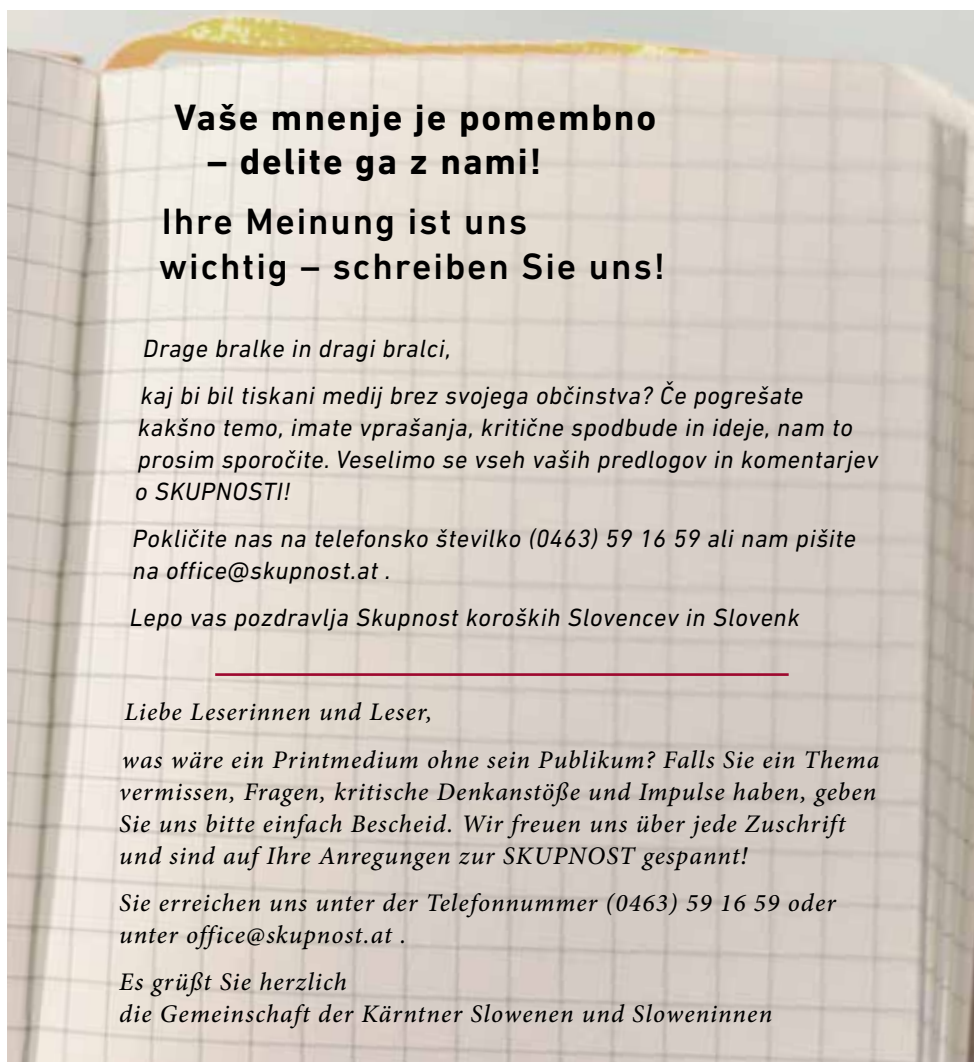 Vaše mnenje je pomembno
– delite ga z nami!
Ihre Meinung ist uns
wichtig – schreiben Sie uns!
Drage bralke in dragi bralci,
kaj bi bil tiskani medij brez svojega občinstva? Če pogrešate
kakšno temo, imate vprašanja, kritične spodbude in ideje, nam to
prosim sporočite. Veselimo se vseh vaših predlogov in komentarjev
o SKUPNOSTI!
Pokličite nas na telefonsko številko (0463) 59 16 59 ali nam pišite
na office@skupnost.at .
Lepo vas pozdravlja Skupnost koroških Slovencev in Slovenk
Liebe Leserinnen und Leser,
was wäre ein Printmedium ohne sein Publikum? Falls Sie ein Thema
vermissen, Fragen, kritische Denkanstöße und Impulse haben, geben
Sie uns bitte einfach Bescheid. Wir freuen uns über jede Zuschrift
und sind auf Ihre Anregungen zur SKUPNOST gespannt!
Sie erreichen uns unter der Telefonnummer (0463) 59 16 59 oder
unter office@skupnost.at .
Es grüßt Sie herzlich
die Gemeinschaft der Kärntner Slowenen und Sloweninnen